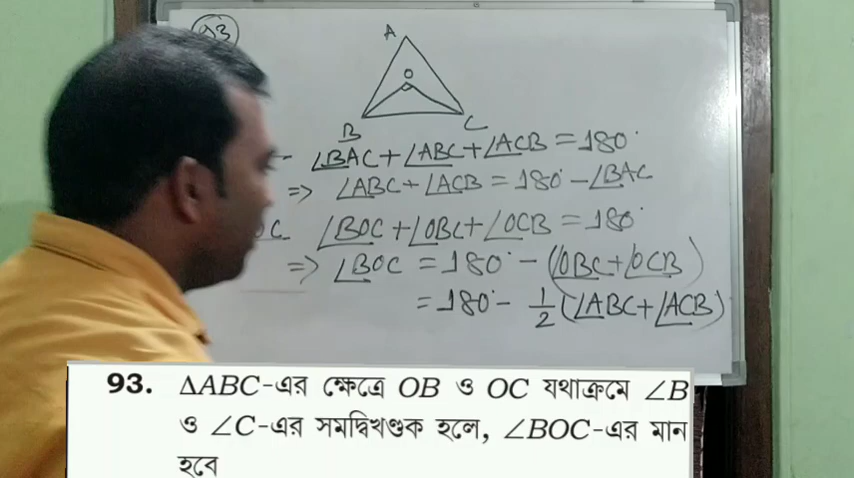 93
A
O
B C
∠BAC + ∠ABC + ∠ACB = 180°
⇒ ∠ABC + ∠ACB = 180° - ∠BAC
∠BOC + ∠OBC + ∠OCB = 180°
⇒ ∠BOC = 180° - (∠OBC + ∠OCB)
= 180° - 1/2 (∠ABC + ∠ACB)
93. ΔABC-এর ক্ষেত্রে OB ও OC যথাক্রমে ∠B
ও ∠C-এর সমদ্বিখণ্ডক হলে, ∠BOC-এর মান
হবে